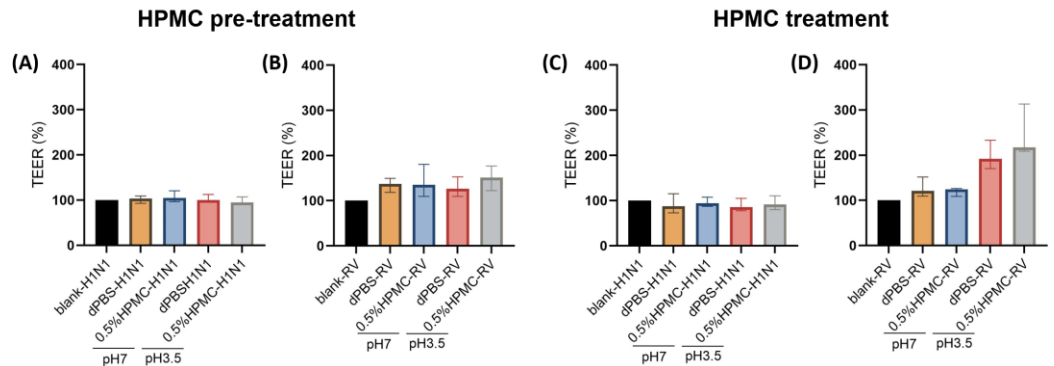 HPMC pre-treatment
HPMC treatment
(A)
400
300
200
100
0
TEER (%)
blank-H1N1
dPBS-H1N1
0.5%HPMC-H1N1
dPBS-H1N1
0.5%HPMC-H1N1
pH7
pH3.5
(B)
400
300
200
100
0
TEER (%)
blank-RV
dPBS-RV
0.5%HPMC-RV
dPBS-RV
0.5%HPMC-RV
pH7
pH3.5
(C)
400
300
200
100
0
TEER (%)
blank-H1N1
dPBS-H1N1
0.5%HPMC-H1N1
dPBS-H1N1
0.5%HPMC-H1N1
pH7
pH3.5
(D)
400
300
200
100
0
TEER (%)
blank-RV
dPBS-RV
0.5%HPMC-RV
dPBS-RV
0.5%HPMC-RV
pH7
pH3.5